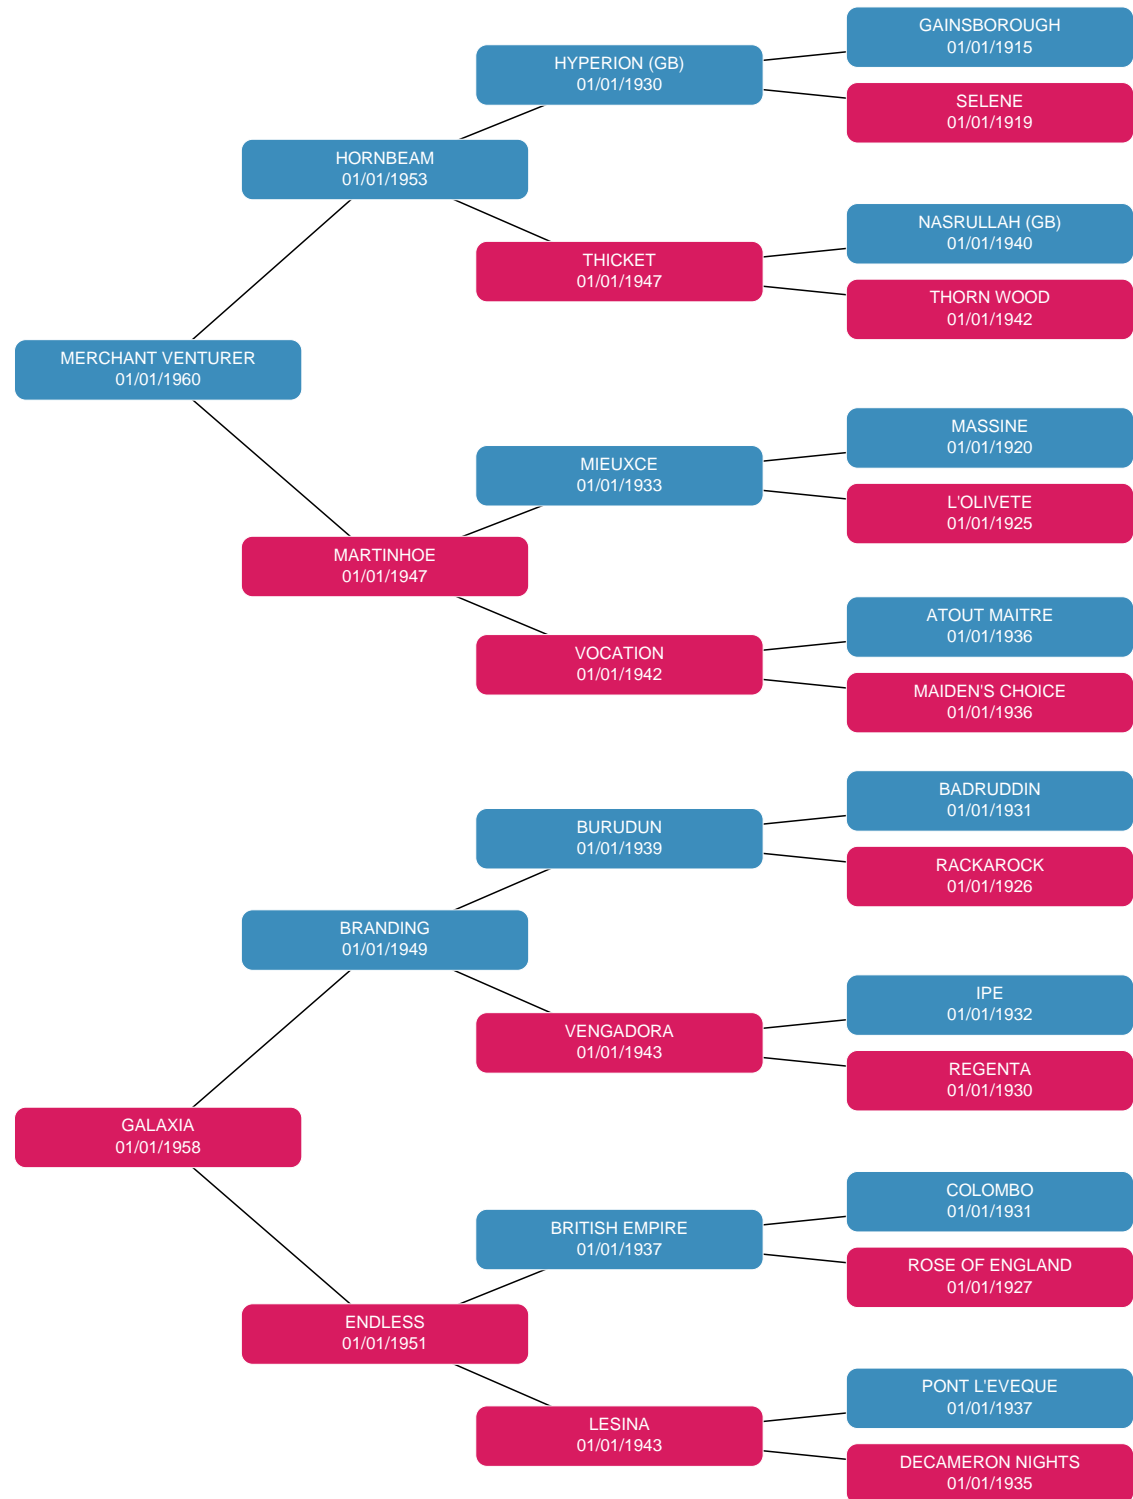 GAINSBOROUGH
01/01/1915
HYPERION (GB)
01/01/1930
SELENE
01/01/1919
HORNBEAM
01/01/1953
NASRULLAH (GB)
01/01/1940
THICKET
01/01/1947
THORN WOOD
01/01/1942
MERCHANT VENTURER
01/01/1960
MASSINE
01/01/1920
MIEUXCE
01/01/1933
L'OLIVETE
01/01/1925
MARTINHOE
01/01/1947
ATOUT MAITRE
01/01/1936
VOCATION
01/01/1942
MAIDEN'S CHOICE
01/01/1936
BADRUDDIN
01/01/1931
BURUDUN
01/01/1939
RACKAROCK
01/01/1926
BRANDING
01/01/1949
IPE
01/01/1932
VENGADORA
01/01/1943
REGENTA
01/01/1930
GALAXIA
01/01/1958
COLOMBO
01/01/1931
BRITISH EMPIRE
01/01/1937
ROSE OF ENGLAND
01/01/1927
ENDLESS
01/01/1951
PONT L'EVEQUE
01/01/1937
LESINA
01/01/1943
DECAMERON NIGHTS
01/01/1935